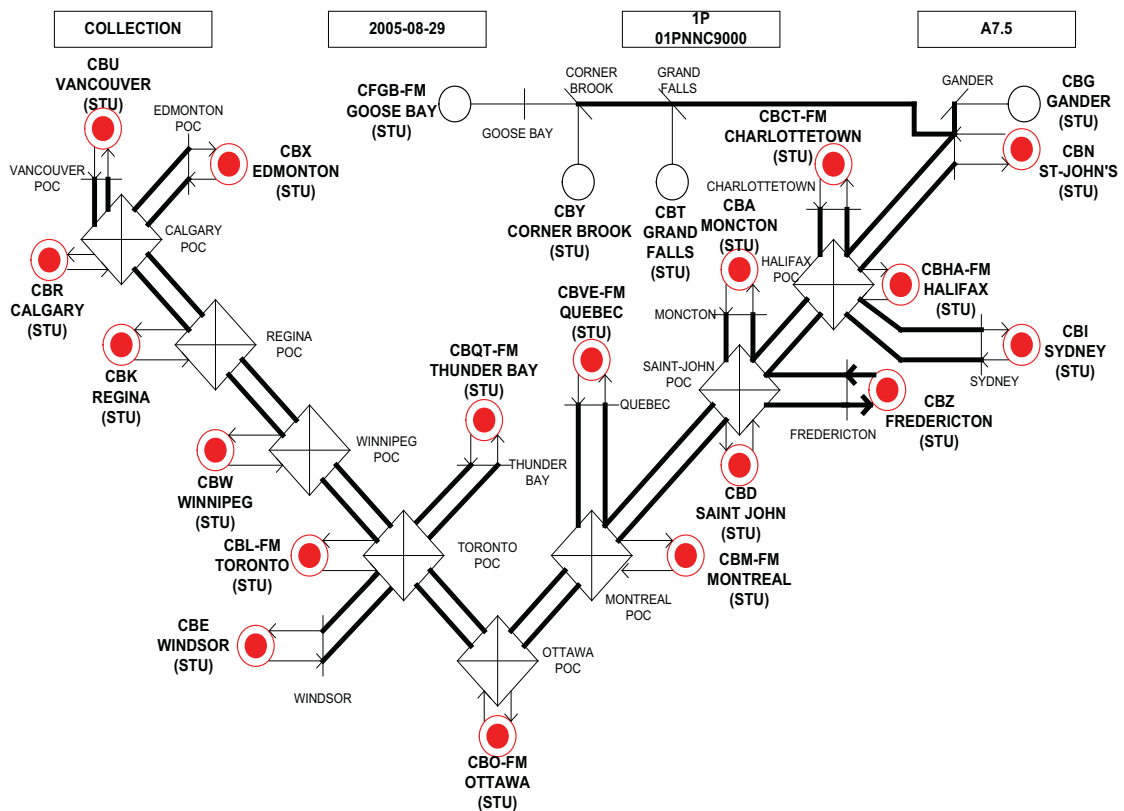 COLLECTION
2005-08-29
1P
01PNNC9000
A7.5
CBU
VANCOUVER
(STU)
EDMONTON
POC
CBX
EDMONTON
(STU)
VANCOUVER
POC
CALGARY
POC
CBR
CALGARY
(STU)
REGINA
POC
CBK
REGINA
(STU)
WINNIPEG
POC
CBW
WINNIPEG
(STU)
CBQT-FM
THUNDER BAY
(STU)
THUNDER
BAY
CBL-FM
TORONTO
(STU)
TORONTO
POC
CBE
WINDSOR
(STU)
WINDSOR
OTTAWA
POC
CBO-FM
OTTAWA
(STU)
CFGB-FM
GOOSE BAY
(STU)
GOOSE BAY
CORNER
BROOK
GRAND
FALLS
CBY
CORNER BROOK
(STU)
CBT
GRAND
FALLS
(STU)
GANDER
CBG
GANDER
(STU)
CBN
ST-JOHN'S
(STU)
CBCT-FM
CHARLOTTETOWN
(STU)
CHARLOTTETOWN
CBA
MONCTON
(STU)
HALIFAX
POC
CBHA-FM
HALIFAX
(STU)
CBI
SYDNEY
(STU)
SYDNEY
MONCTON
CBVE-FM
QUEBEC
(STU)
QUEBEC
SAINT-JOHN
POC
CBZ
FREDERICTON
(STU)
FREDERICTON
CBD
SAINT JOHN
(STU)
CBM-FM
MONTREAL
(STU)
MONTREAL
POC